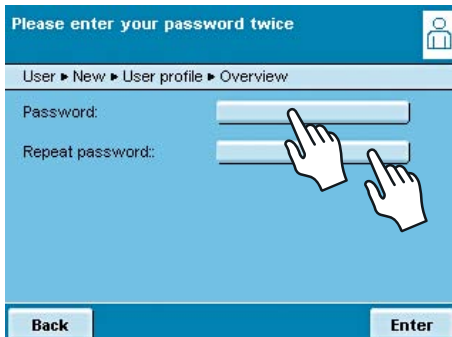 Please enter your password twice
User ▸ New ▸ User profile ▸ Overview
Password:
Repeat password::
Back
Enter